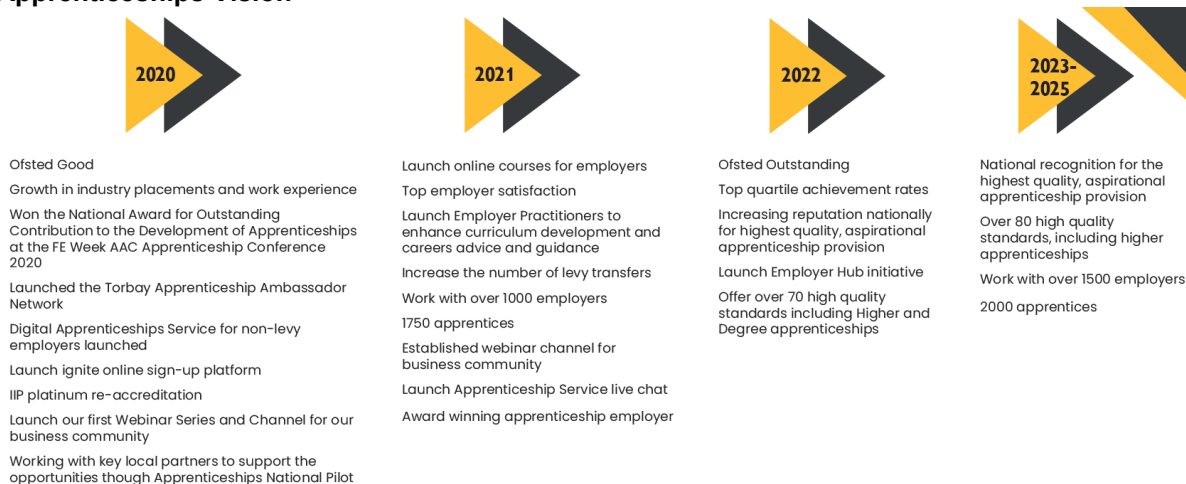 Apprenticeships Vision
2020
Ofsted Good
Growth in industry placements and work experience
Won the National Award for Outstanding
Contribution to the Development of Apprenticeships
at the FE Week AAC Apprenticeship Conference
2020
Launched the Torbay Apprenticeship Ambassador
Network
Digital Apprenticeships Service for non-levy
employers launched
Launch ignite online sign-up platform
IIP platinum re-accreditation
Launch our first Webinar Series and Channel for our
business community
Working with key local partners to support the
opportunities though Apprenticeships National Pilot
2021
Launch online courses for employers
Top employer satisfaction
Launch Employer Practitioners to
enhance curriculum development and
careers advice and guidance
Increase the number of levy transfers
Work with over 1000 employers
1750 apprentices
Established webinar channel for
business community
Launch Apprenticeship Service live chat
Award winning apprenticeship employer
2022
Ofsted Outstanding
Top quartile achievement rates
Increasing reputation nationally
for highest quality, aspirational
apprenticeship provision
Launch Employer Hub initiative
Offer over 70 high quality
standards including Higher and
Degree apprenticeships
2023-
2025
National recognition for the
highest quality, aspirational
apprenticeship provision
Over 80 high quality
standards, including higher
apprenticeships
Work with over 1500 employers
2000 apprentices